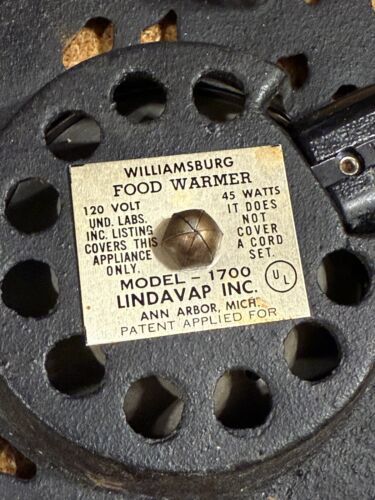 WILLIAMSBURG
FOOD WARMER
120 VOLT
UND. LABS.
INC. LISTING
COVERS THIS
APPLIANCE
ONLY.
45 WATTS
IT DOES
NOT
COVER
A CORD
SET.
MODEL - 1700
LINDAVAP INC.
UL
ANN ARBOR, MICH.
PATENT APPLIED FOR